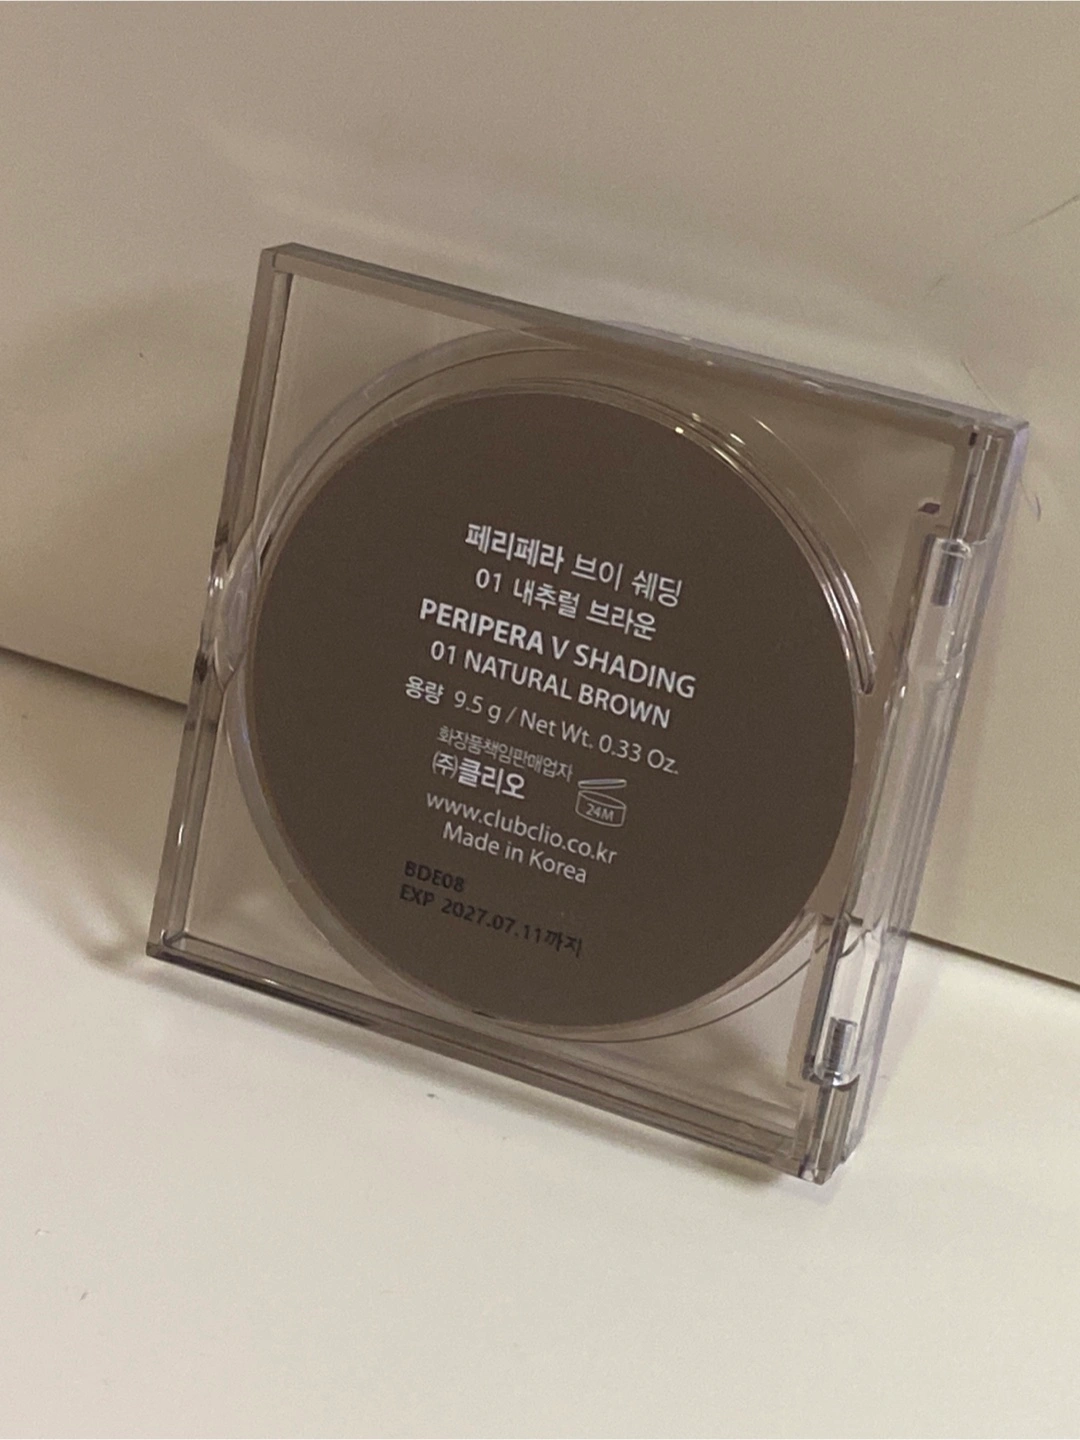 페리페라 브이 쉐딩
01 내추럴 브라운
PERIPERA V SHADING
01 NATURAL BROWN
용량 9.5 g / Net Wt. 0.33 Oz.
화장품책임판매업자
㈜클리오
24M
www.clubclio.co.kr
Made in Korea
BDE08
EXP 2027.07.11까지